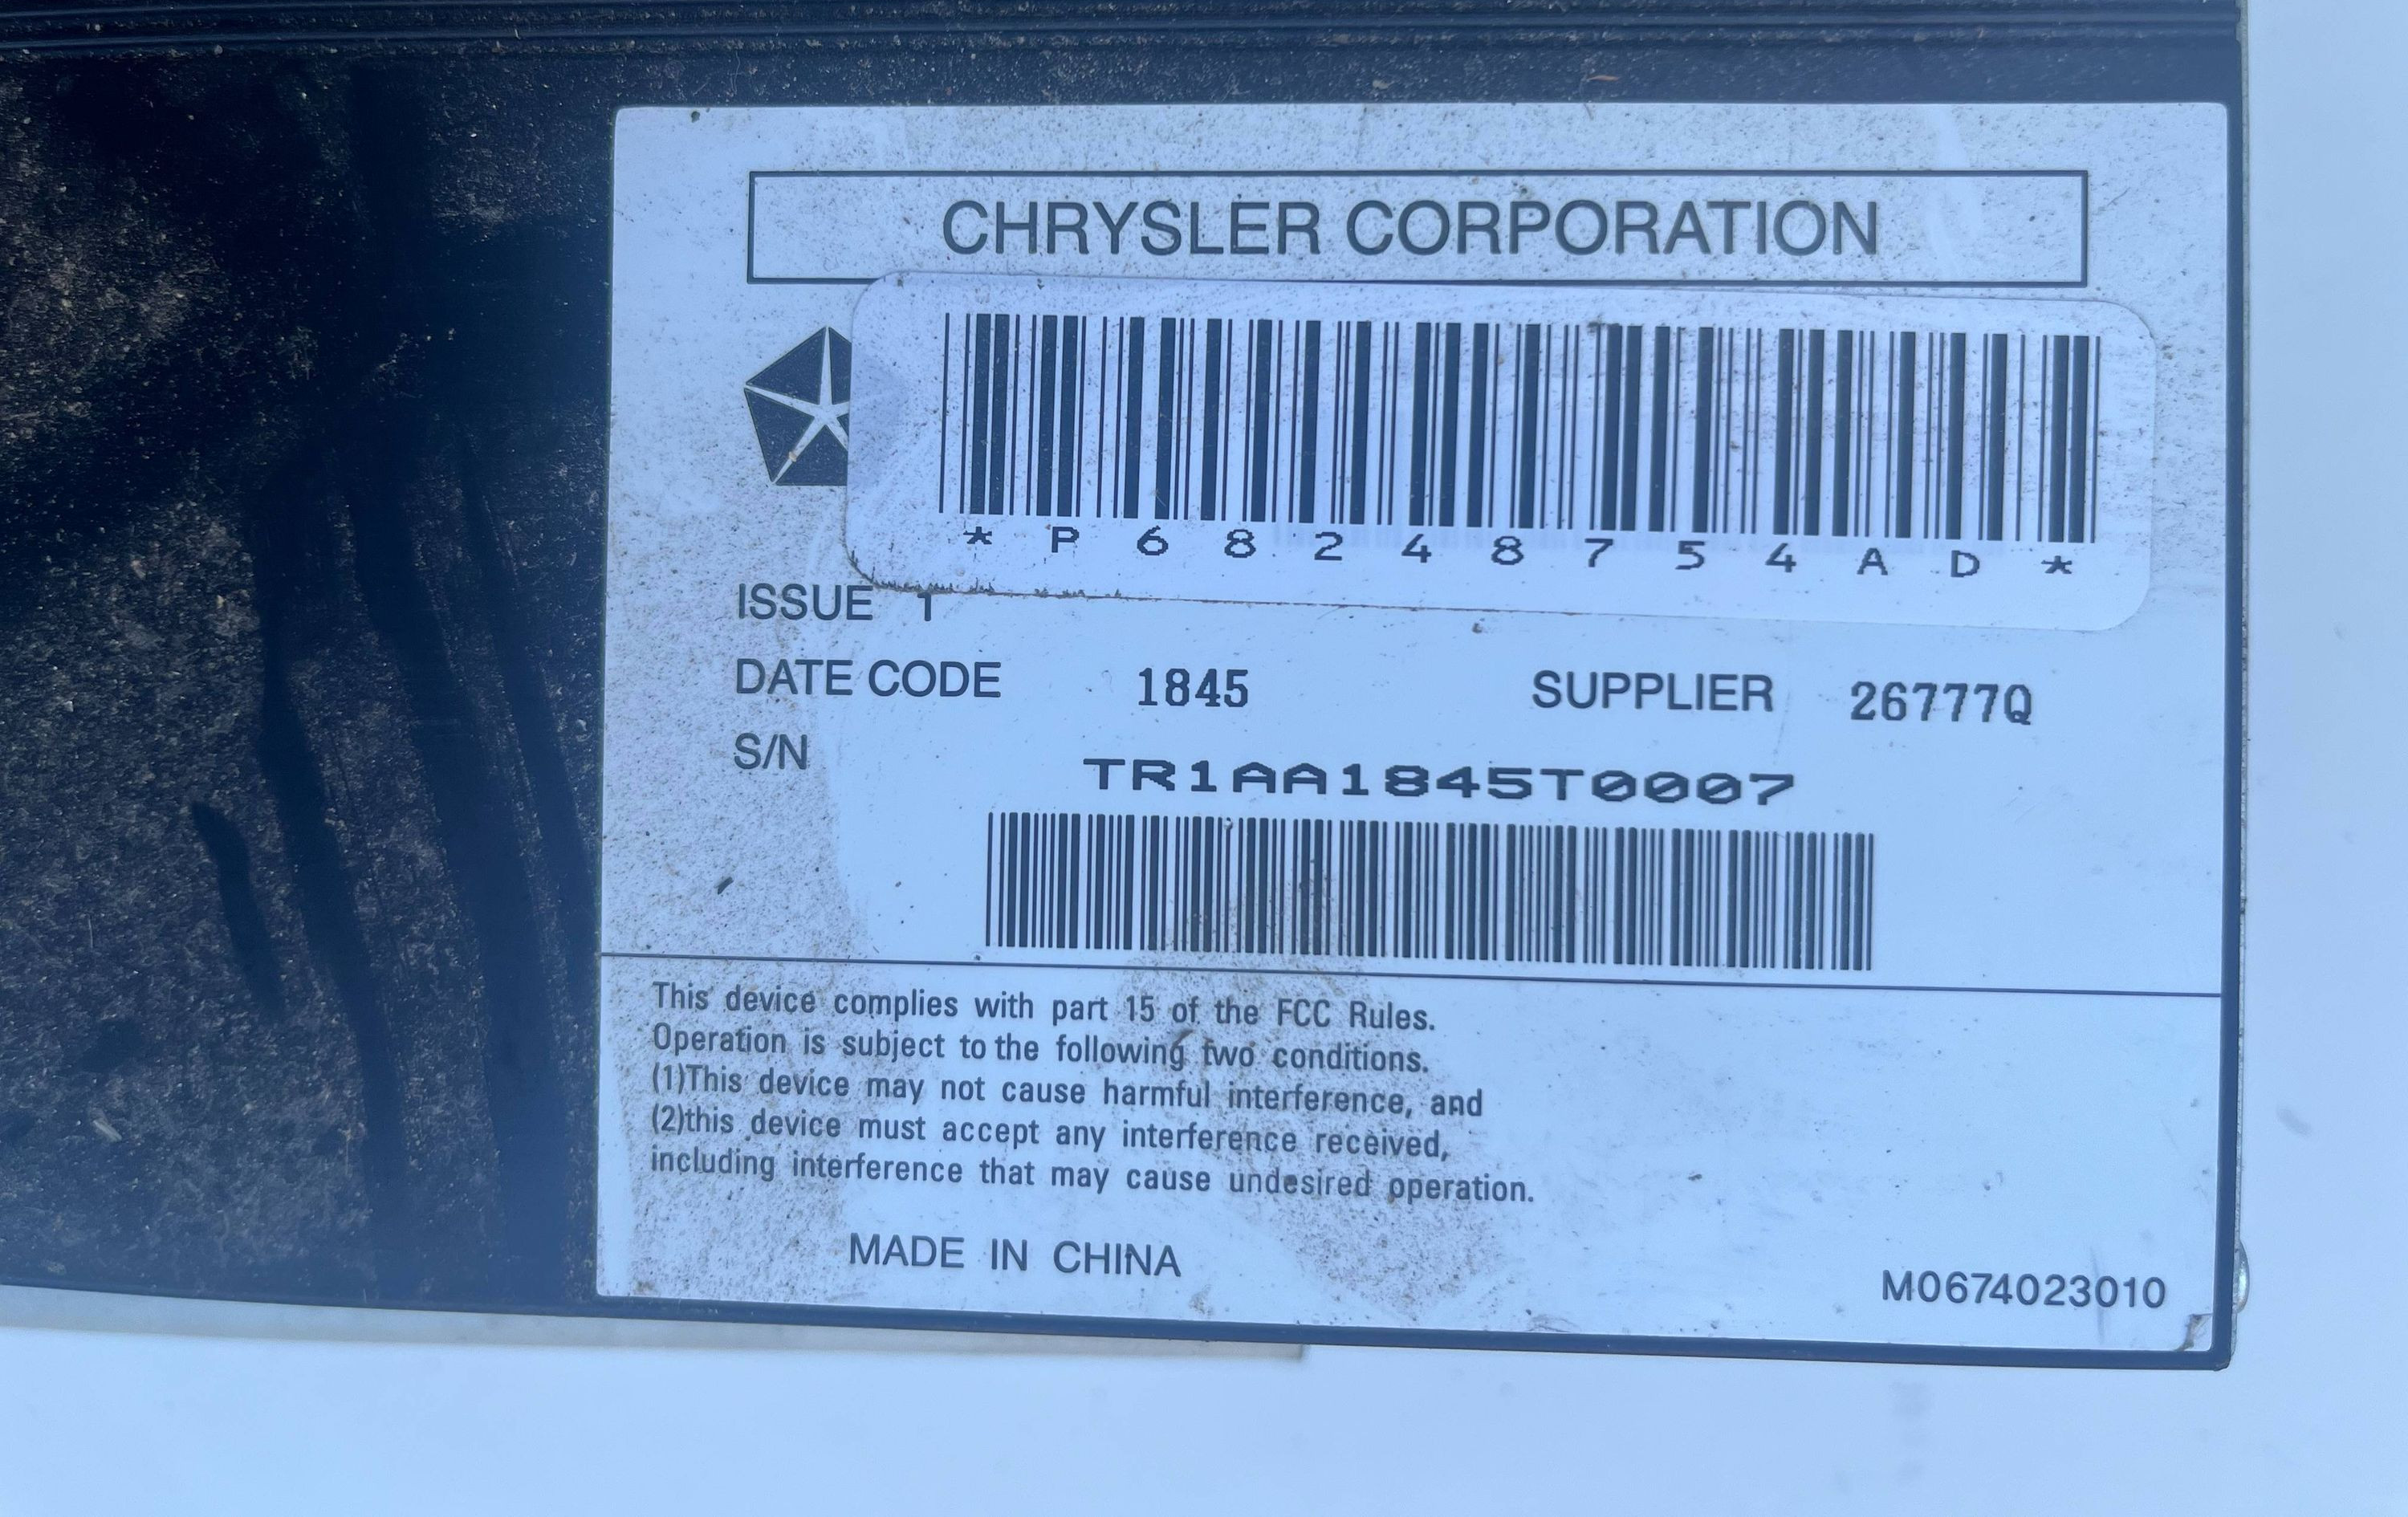 CHRYSLER CORPORATION
*P68248754AD*
ISSUE 1
DATE CODE 1845 SUPPLIER 26777Q
S/N
TR1AA1845T0007
This device complies with part 15 of the FCC Rules.
Operation is subject to the following two conditions.
(1)This device may not cause harmful interference, and
(2)this device must accept any interference received,
including interference that may cause undesired operation.
MADE IN CHINA
M0674023010